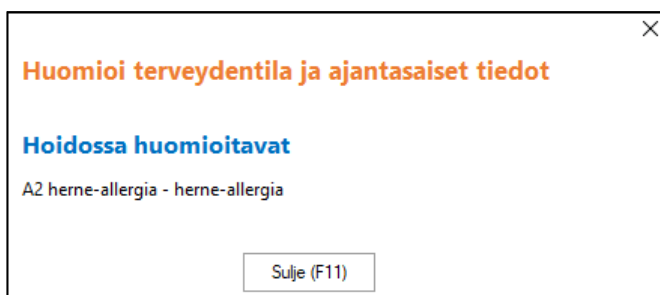 Huomioi terveydentila ja ajantasaiset tiedot
Hoidossa huomioitavat
A2 herne-allergia - herne-allergia
Sulje (F11)